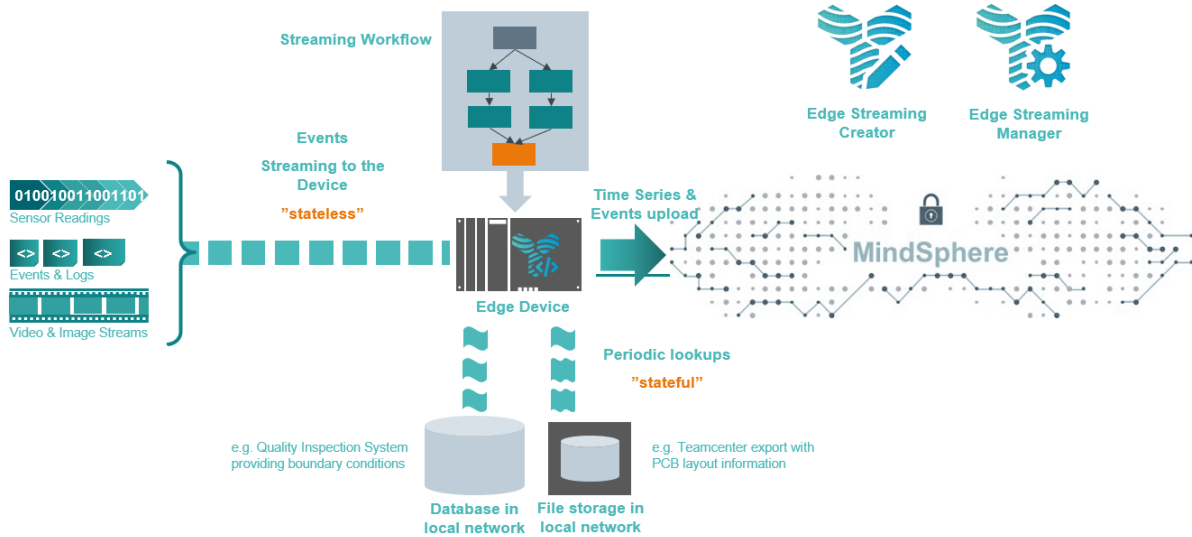 Streaming Workflow
Edge Streaming
Creator
Edge Streaming
Manager
Events
Streaming to the
Device
”stateless”
010010011001101
Sensor Readings
<> <> <>
Events & Logs
Video & Image Streams
</>
Edge Device
Time Series &
Events upload
MindSphere
Periodic lookups
”stateful”
e.g. Quality Inspection System
providing boundary conditions
e.g. Teamcenter export with
PCB layout information
Database in
local network
File storage in
local network